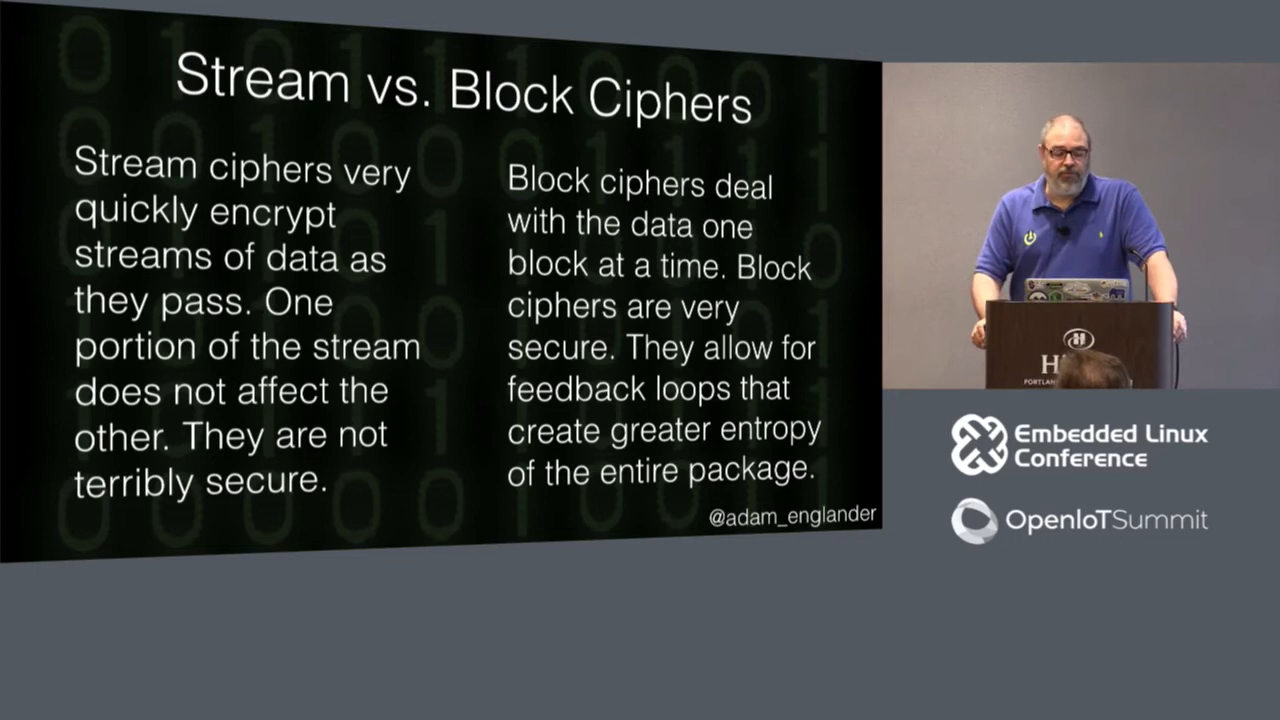 Stream vs. Block Ciphers
Stream ciphers very
quickly encrypt
streams of data as
they pass. One
portion of the stream
does not affect the
other. They are not
terribly secure.
Block ciphers deal
with the data one
block at a time. Block
ciphers are very
secure. They allow for
feedback loops that
create greater entropy
of the entire package.
@adam_englander
H
Embedded Linux
Conference
OpenIoTSummit